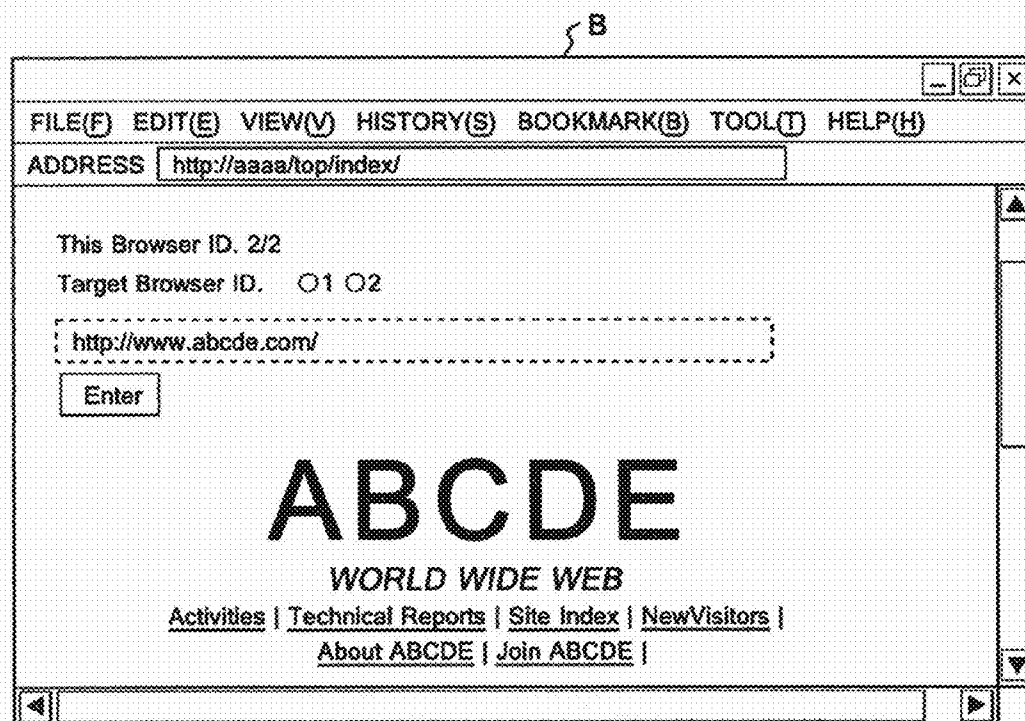 B
FILE(F) EDIT(E) VIEW(V) HISTORY(S) BOOKMARK(B) TOOL(T) HELP(H)
ADDRESS http://aaaa/top/index/
This Browser ID. 2/2
Target Browser ID. ○1 ○2
http://www.abcde.com/
Enter
ABCDE
WORLD WIDE WEB
Activities | Technical Reports | Site Index | NewVisitors |
About ABCDE | Join ABCDE |